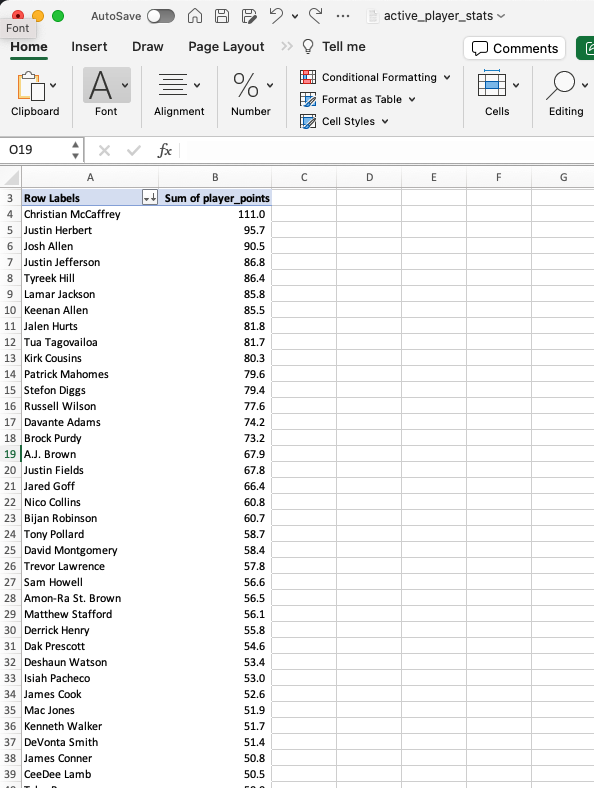 AutoSave
active_player_stats
Font
Home Insert Draw Page Layout Tell me Comments
Clipboard
Font
Alignment
Number
Conditional Formatting
Format as Table
Cell Styles
Cells
Editing
O19 fx
A B C D E F G
3 Row Labels Sum of player_points
4 Christian McCaffrey 111.0
5 Justin Herbert 95.7
6 Josh Allen 90.5
7 Justin Jefferson 86.8
8 Tyreek Hill 86.4
9 Lamar Jackson 85.8
10 Keenan Allen 85.5
11 Jalen Hurts 81.8
12 Tua Tagovailoa 81.7
13 Kirk Cousins 80.3
14 Patrick Mahomes 79.6
15 Stefon Diggs 79.4
16 Russell Wilson 77.6
17 Davante Adams 74.2
18 Brock Purdy 73.2
19 A.J. Brown 67.9
20 Justin Fields 67.8
21 Jared Goff 66.4
22 Nico Collins 60.8
23 Bijan Robinson 60.7
24 Tony Pollard 58.7
25 David Montgomery 58.4
26 Trevor Lawrence 57.8
27 Sam Howell 56.6
28 Amon-Ra St. Brown 56.5
29 Matthew Stafford 56.1
30 Derrick Henry 55.8
31 Dak Prescott 54.6
32 Deshaun Watson 53.4
33 Isiah Pacheco 53.0
34 James Cook 52.6
35 Mac Jones 51.9
36 Kenneth Walker 51.7
37 DeVonta Smith 51.4
38 James Conner 50.8
39 CeeDee Lamb 50.5